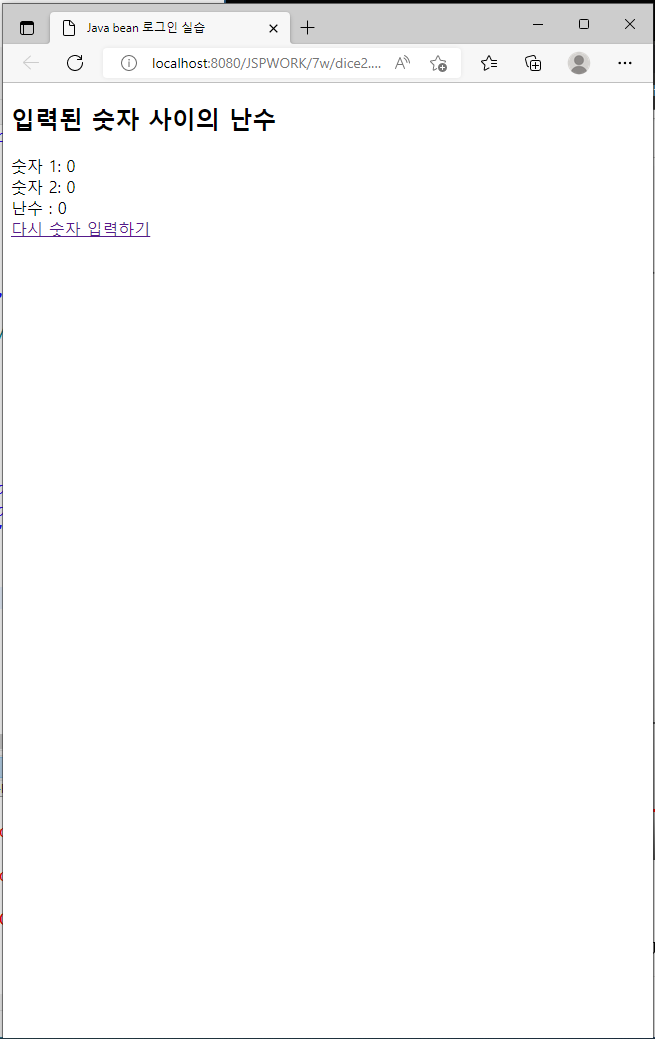 Java bean 로그인 실습
localhost:8080/JSPWORK/7w/dice2....
입력된 숫자 사이의 난수
숫자 1: 0
숫자 2: 0
난수 : 0
다시 숫자 입력하기